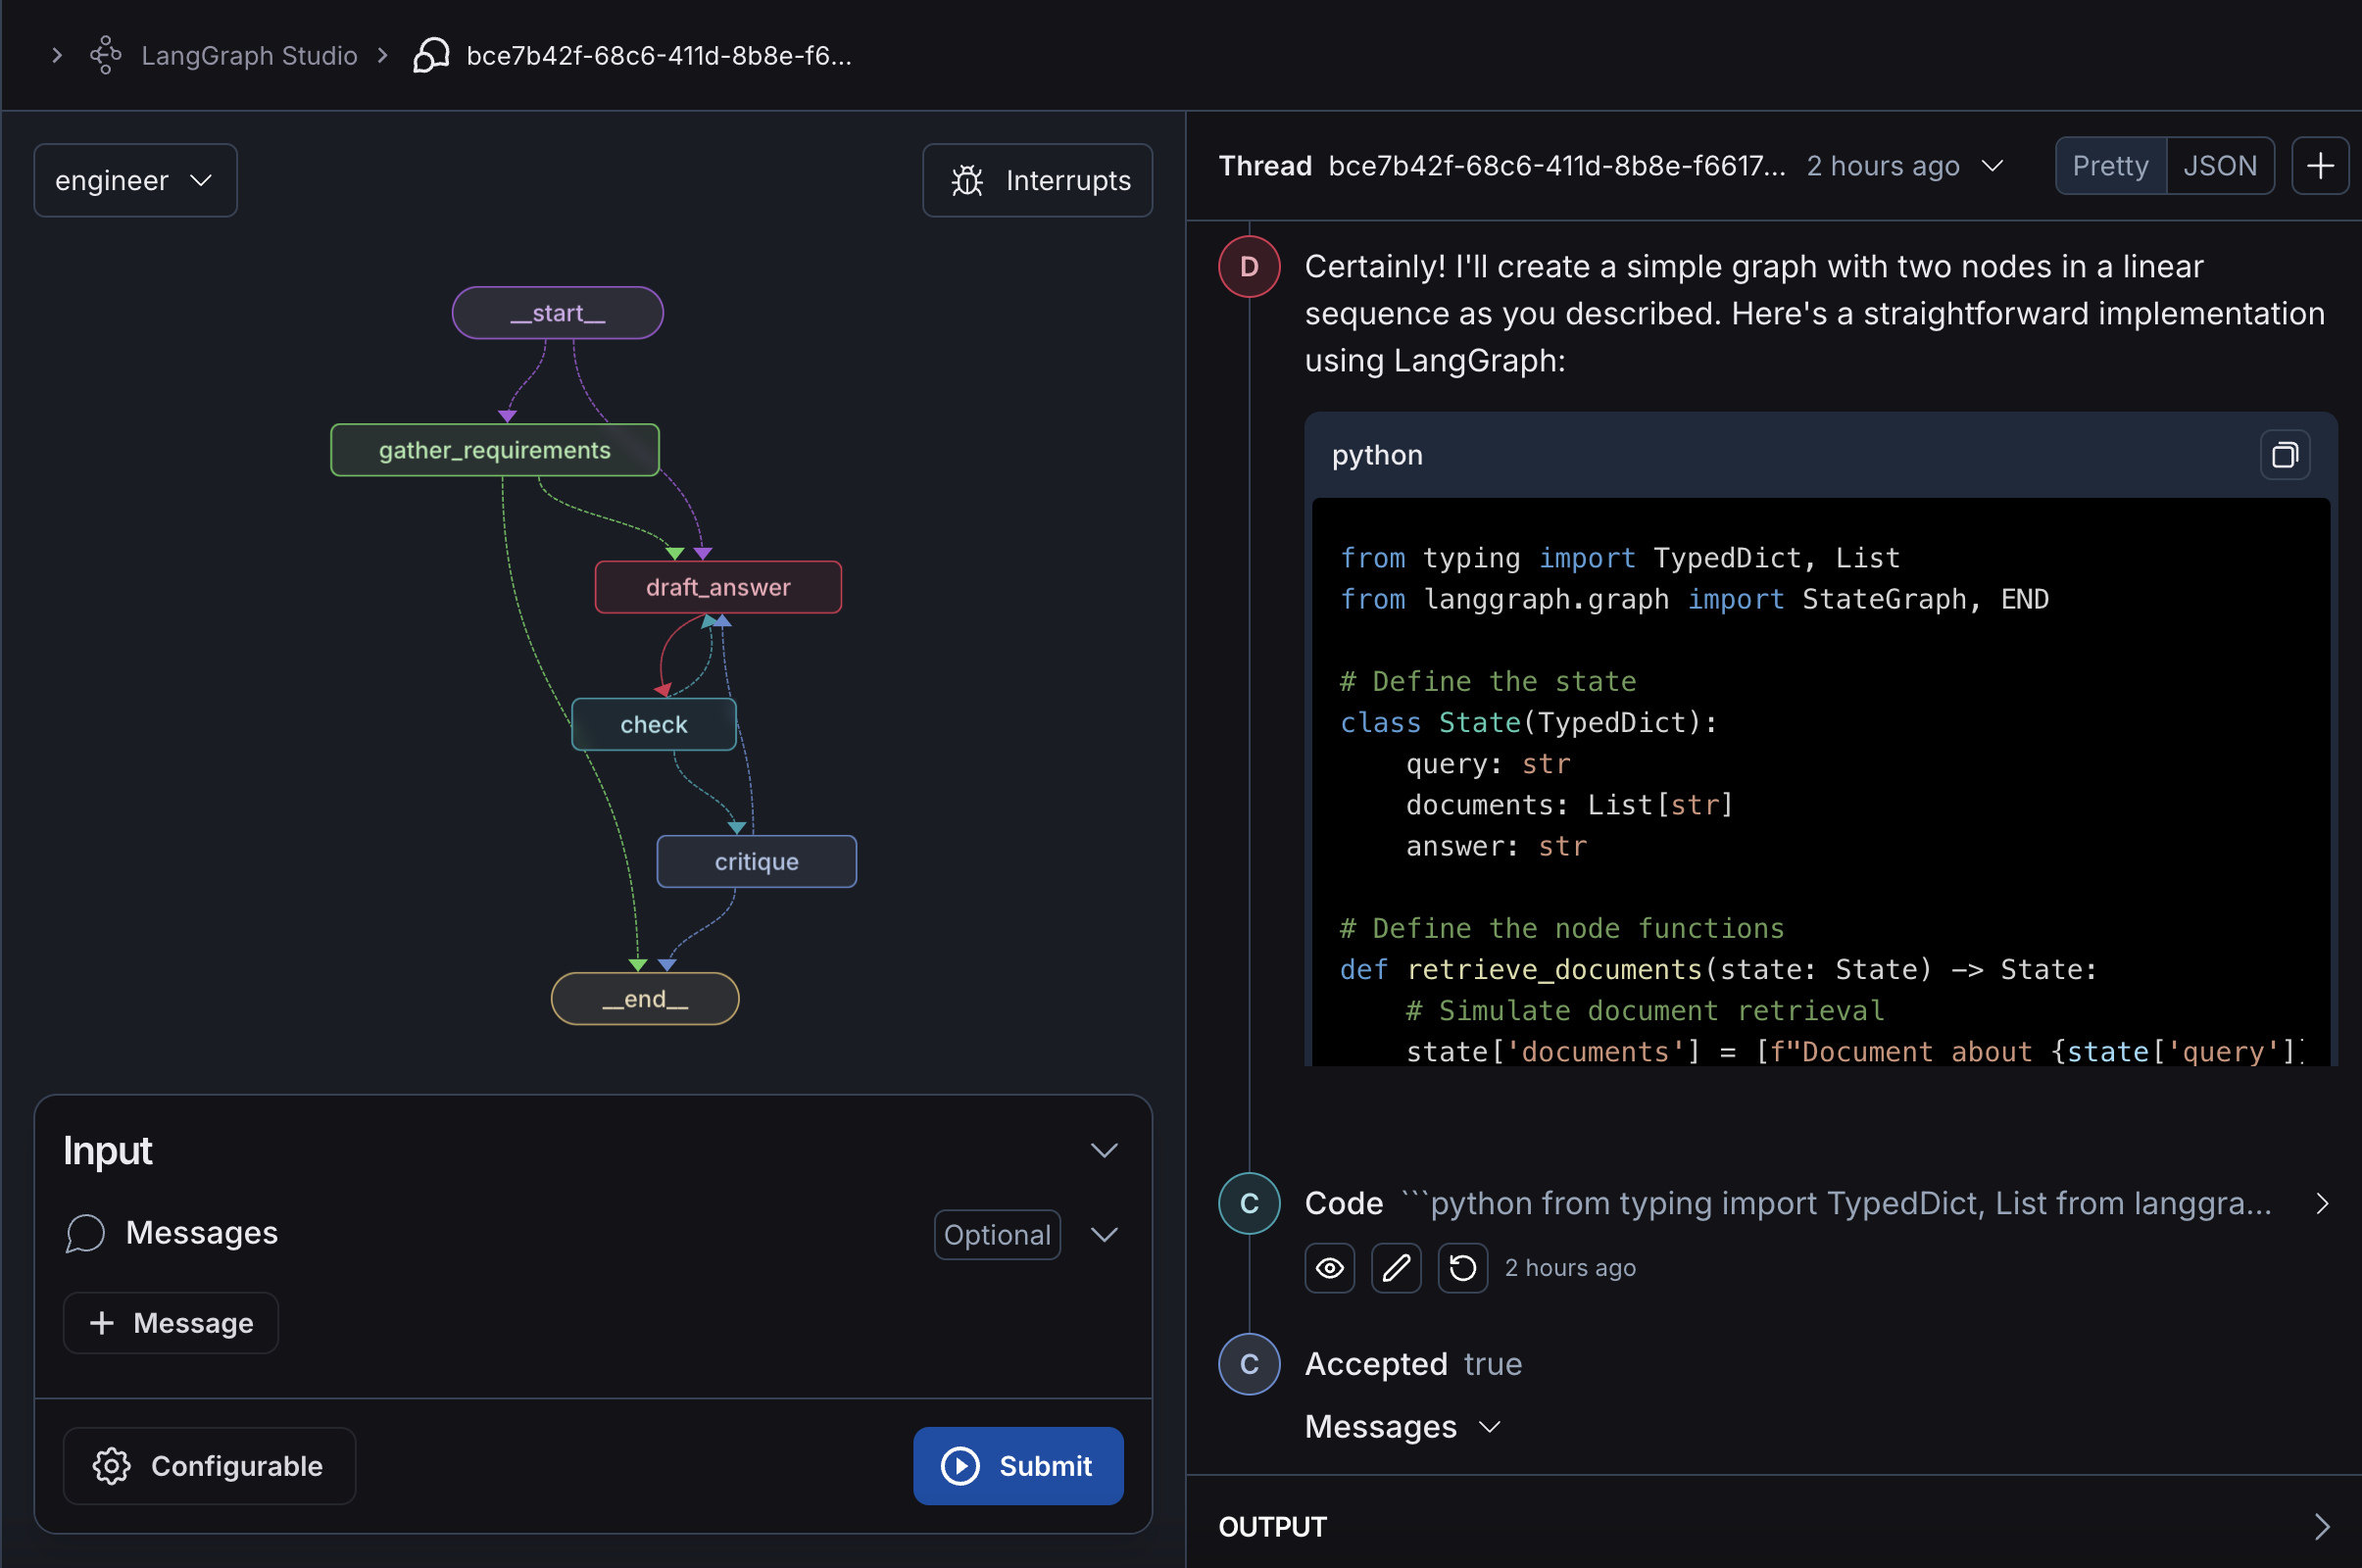 LangGraph Studio
bce7b42f-68c6-411d-8b8e-f6...
engineer
Interrupts
__start__
gather_requirements
draft_answer
check
critique
__end__
Input
Messages
Optional
+ Message
Configurable
Submit
Thread bce7b42f-68c6-411d-8b8e-f6617... 2 hours ago
Pretty
JSON
D
Certainly! I'll create a simple graph with two nodes in a linear
sequence as you described. Here's a straightforward implementation
using LangGraph:
python
from typing import TypedDict, List
from langgraph.graph import StateGraph, END
# Define the state
class State(TypedDict):
query: str
documents: List[str]
answer: str
# Define the node functions
def retrieve_documents(state: State) -> State:
# Simulate document retrieval
state['documents'] = [f"Document about {state['query']
C
Code ```python from typing import TypedDict, List from langgra...
2 hours ago
C
Accepted true
Messages
OUTPUT